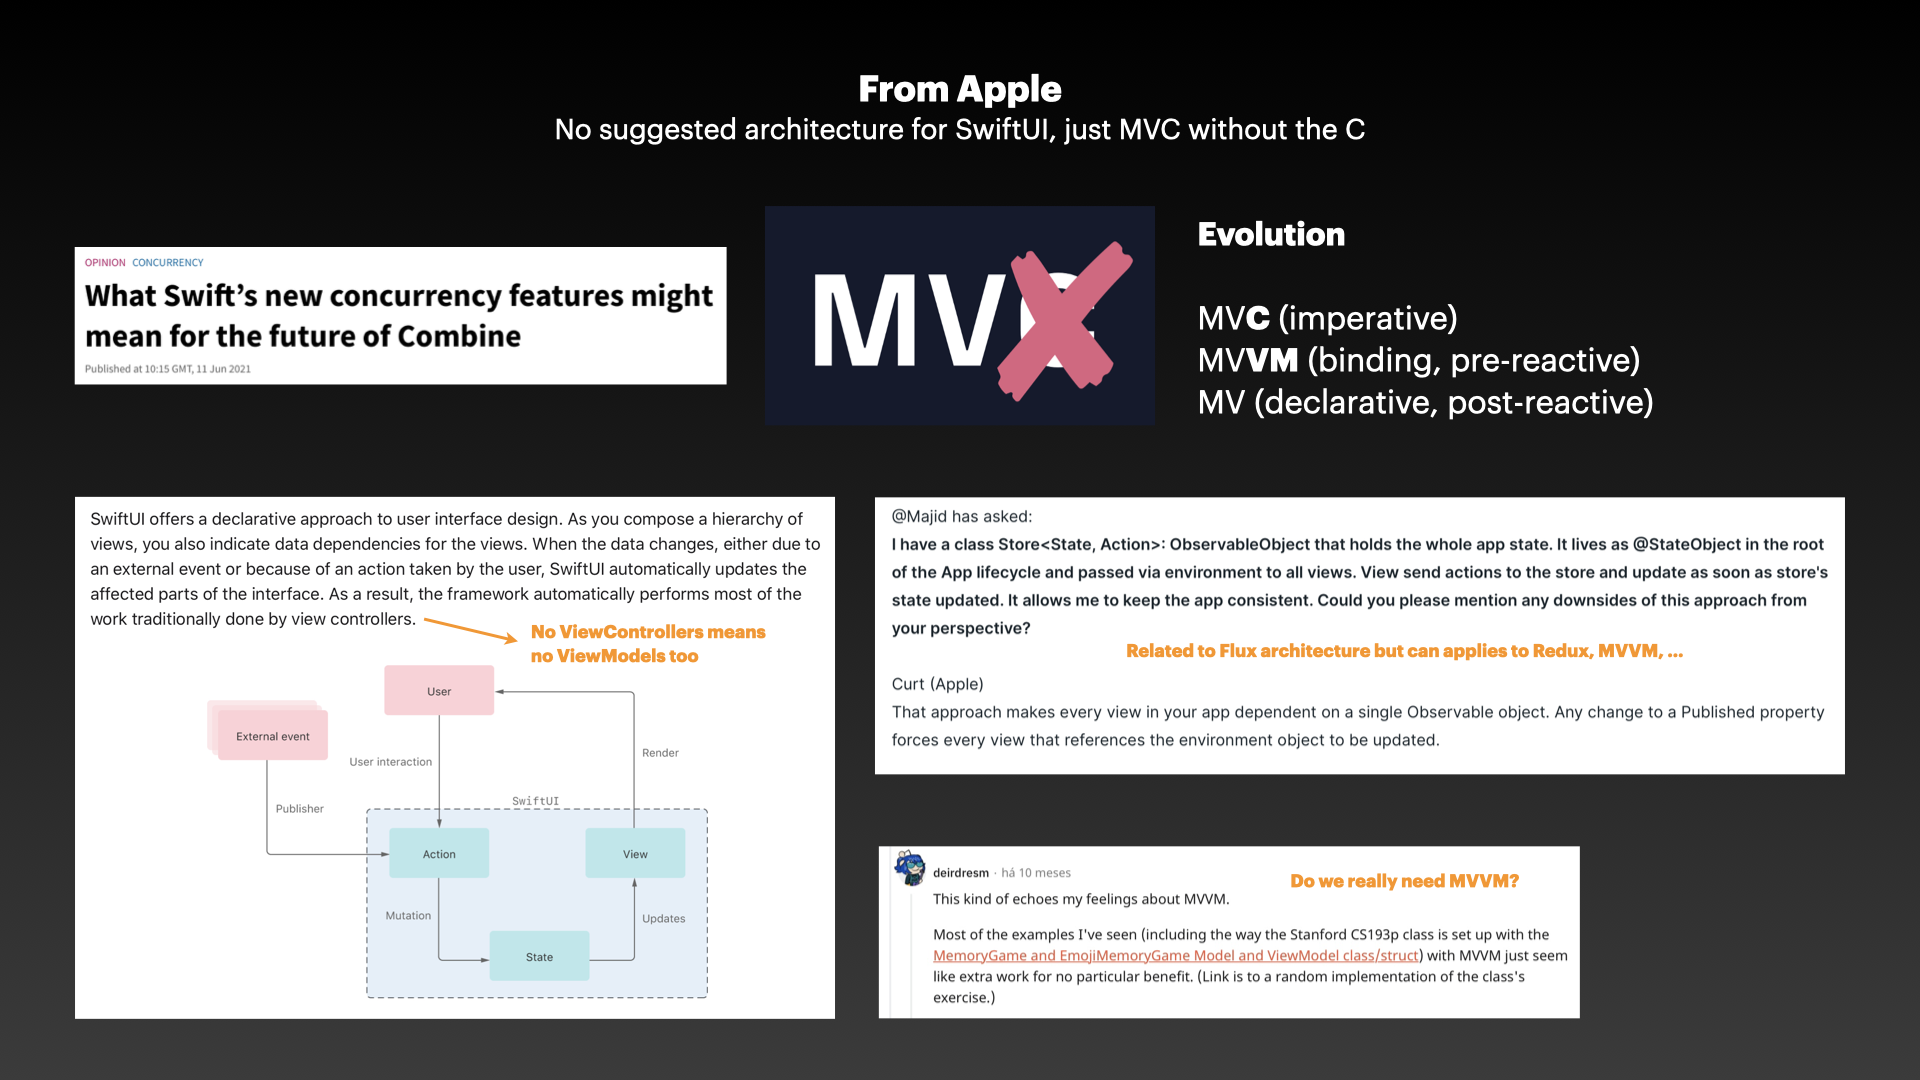 From Apple
No suggested architecture for SwiftUI, just MVC without the C
OPINION CONCURRENCY
What Swift’s new concurrency features might
mean for the future of Combine
Published at 10:15 GMT, 11 Jun 2021
MVC
Evolution
MVC (imperative)
MVVM (binding, pre-reactive)
MV (declarative, post-reactive)
SwiftUI offers a declarative approach to user interface design. As you compose a hierarchy of
views, you also indicate data dependencies for the views. When the data changes, either due to
an external event or because of an action taken by the user, SwiftUI automatically updates the
affected parts of the interface. As a result, the framework automatically performs most of the
work traditionally done by view controllers.
No ViewControllers means
no ViewModels too
User
External event
User interaction
Render
Publisher
SwiftUI
Action
View
Mutation
Updates
State
@Majid has asked:
I have a class Store<State, Action>: ObservableObject that holds the whole app state. It lives as @StateObject in the root
of the App lifecycle and passed via environment to all views. View send actions to the store and update as soon as store's
state updated. It allows me to keep the app consistent. Could you please mention any downsides of this approach from
your perspective?
Related to Flux architecture but can applies to Redux, MVVM, ...
Curt (Apple)
That approach makes every view in your app dependent on a single Observable object. Any change to a Published property
forces every view that references the environment object to be updated.
deirdresm · há 10 meses
Do we really need MVVM?
This kind of echoes my feelings about MVVM.
Most of the examples I've seen (including the way the Stanford CS193p class is set up with the
MemoryGame and EmojiMemoryGame Model and ViewModel class/struct) with MVVM just seem
like extra work for no particular benefit. (Link is to a random implementation of the class's
exercise.)